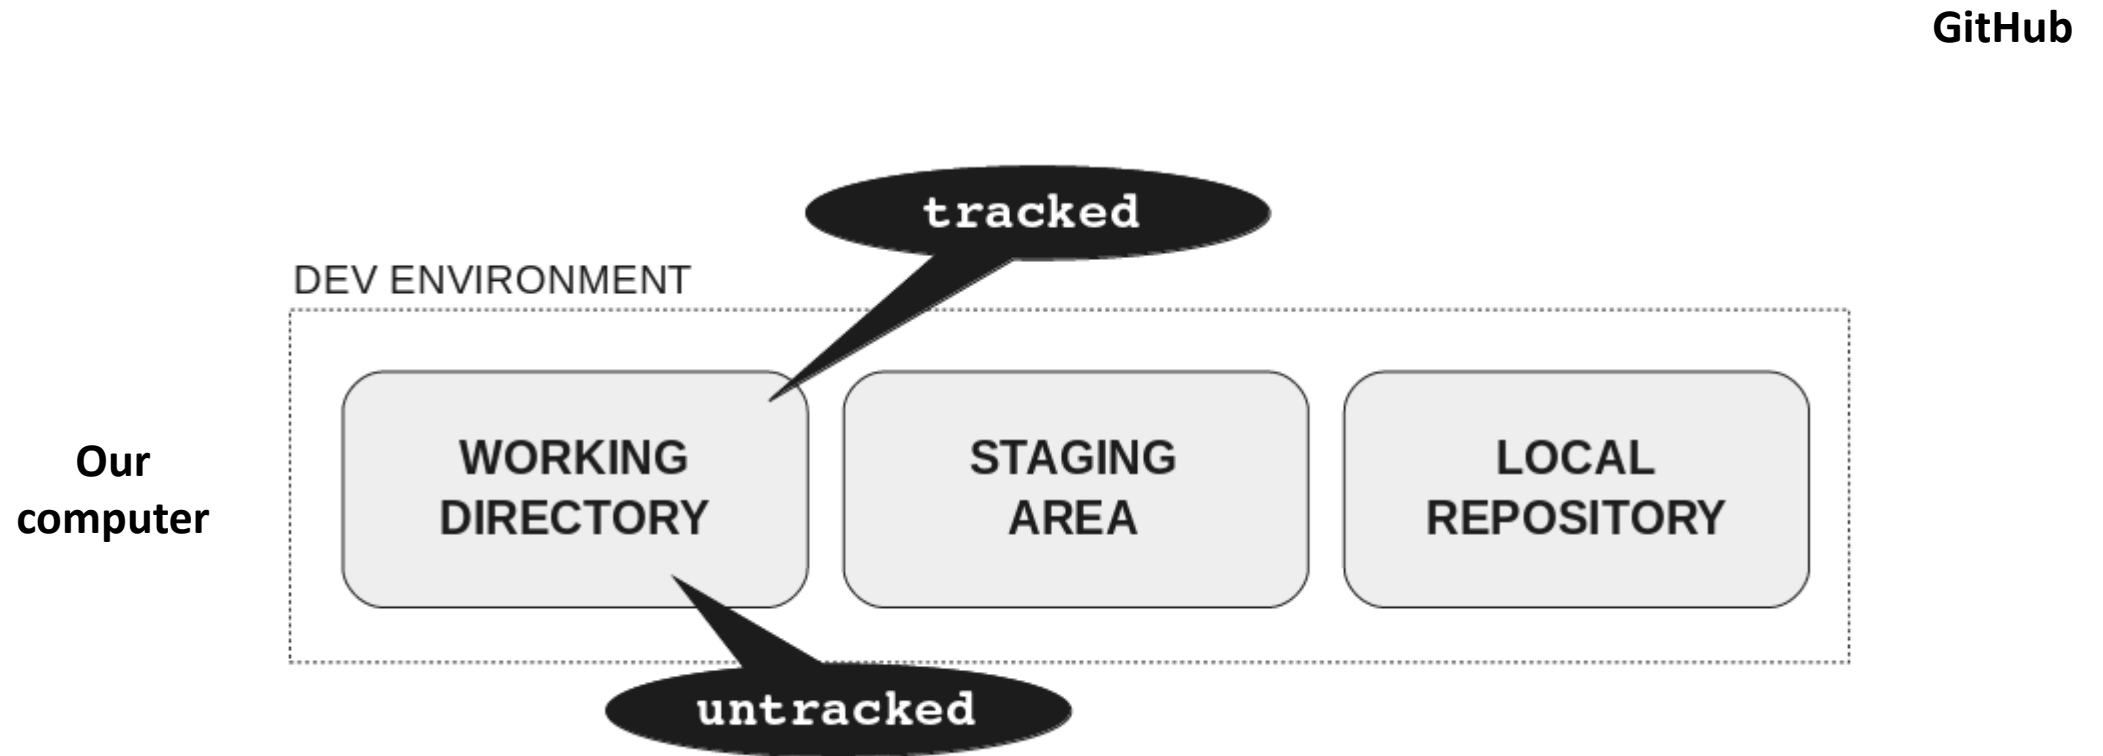 GitHub
tracked
DEV ENVIRONMENT
Our
computer
WORKING
DIRECTORY
STAGING
AREA
LOCAL
REPOSITORY
untracked